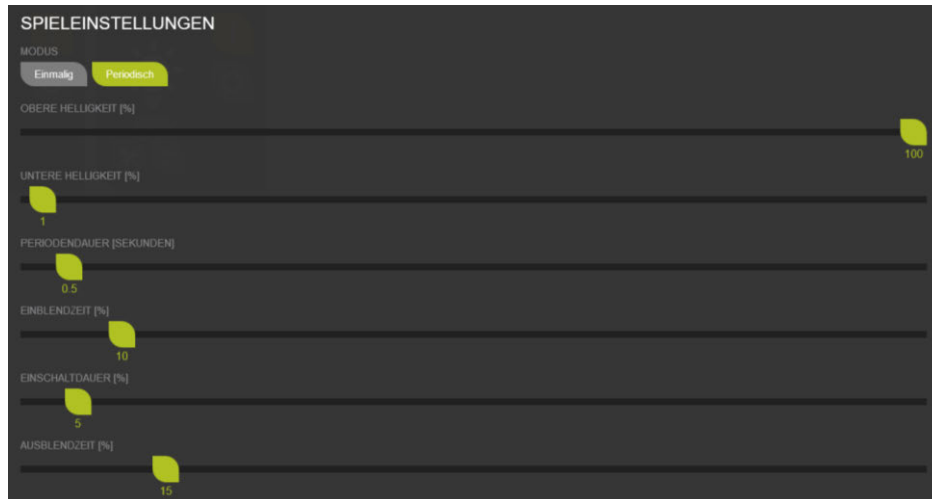 SPIELEINSTELLUNGEN
MODUS
Einmalig Periodisch
OBERE HELLIGKEIT [%]
100
UNTERE HELLIGKEIT [%]
1
PERIODENDAUER [SEKUNDEN]
0.5
EINBLENDZEIT [%]
10
EINSCHALTDAUER [%]
5
AUSBLENDZEIT [%]
15